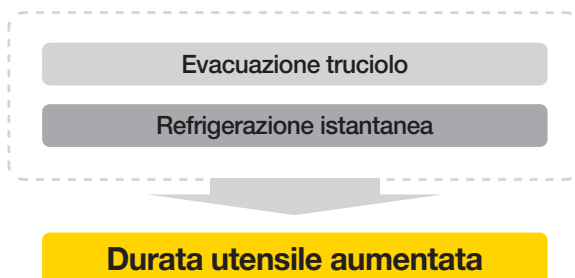 Evacuazione truciolo
Refrigerazione istantanea
Durata utensile aumentata